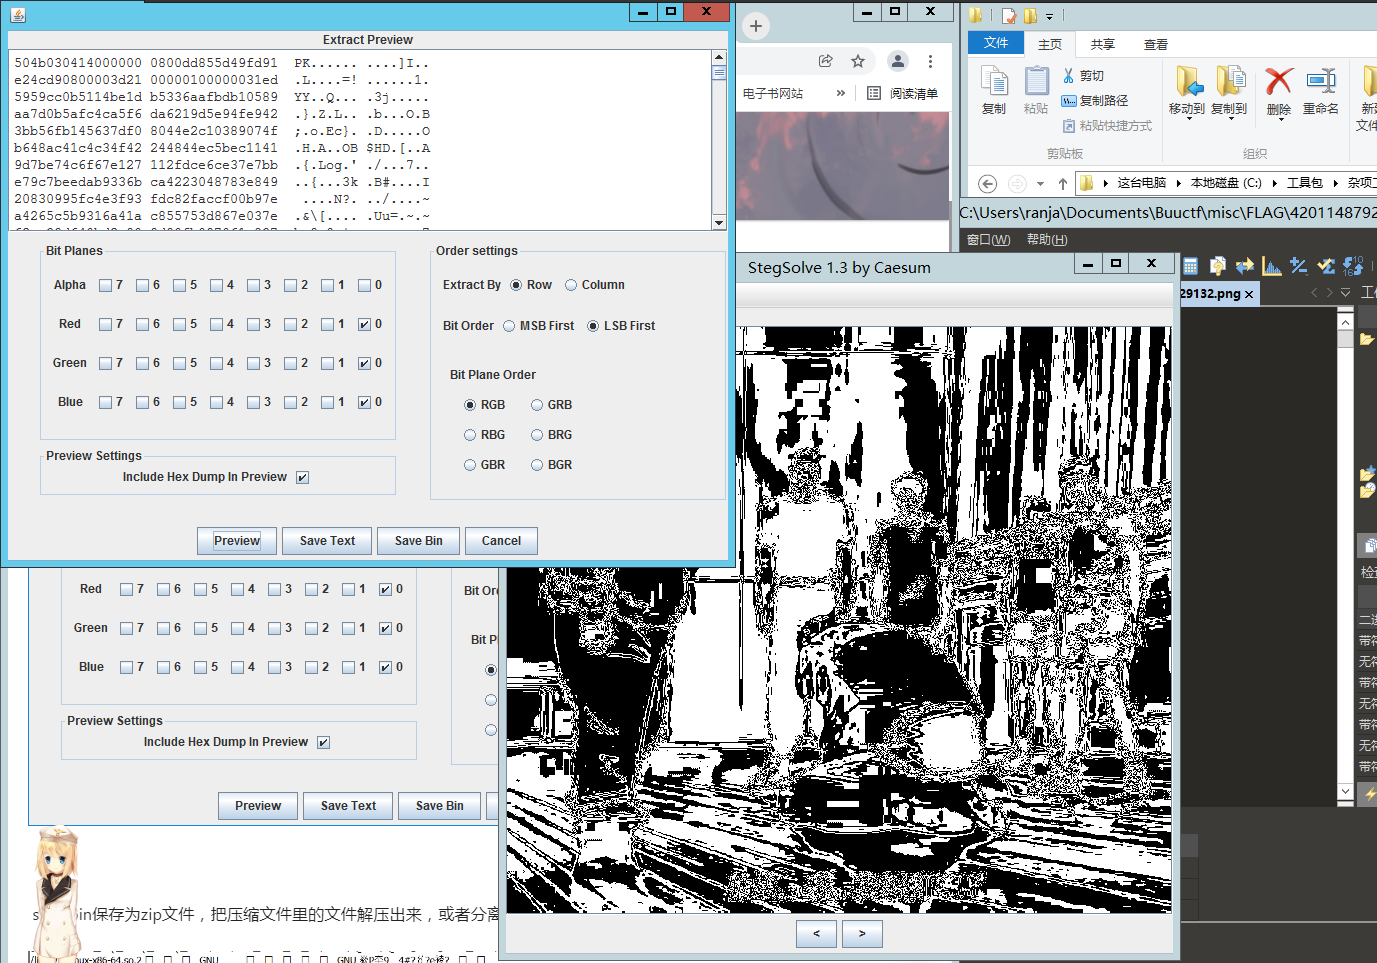 Extract Preview
504b030414000000 0800dd855d49fd91 PK...... ....]I..
e24cd90800003d21 000001000000031ed .L....=! ......1.
5959cc0b5114be1d b5336aafbdb10589 YY..Q... .3j.....
aa7d0b5afc4ca5f6 da6219d5e94fe942 .}.Z.L.. .b...O.B
3bb56fb145637df0 8044e2c10389074f ;.o.Ec}. .D.....O
b648ac41c4c34f42 244844ec5bec1141 .H.A..OB $HD.[..A
9d7be74c6f67e127 112fdce6ce37e7bb .{.Log.' ./...7..
e79c7beedab9336b ca4223048783e849 ..{...3k .B#....I
20830995fc4e3f93 fdc82faccf00b97e ....N?. ../....~
a4265c5b9316a41a c855753d867e037e .&\[.... .Uu=.~.~
Bit Planes
Alpha 7 6 5 4 3 2 1 0
Red 7 6 5 4 3 2 1 0
Green 7 6 5 4 3 2 1 0
Blue 7 6 5 4 3 2 1 0
Preview Settings
Include Hex Dump In Preview
Order settings
Extract By Row Column
Bit Order MSB First LSB First
Bit Plane Order
RGB GRB
RBG BRG
GBR BGR
Preview Save Text Save Bin Cancel
电子书网站 » 阅读清单
文件 主页 共享 查看
复制 粘贴 剪切
复制路径
粘贴快捷方式
移动到 复制到 删除 重命名
剪贴板 组织
这台电脑 本地磁盘 (C:) 工具包
C:\Users\ranja\Documents\Buuctf\misc\FLAG\4201148792
窗口(W) 帮助(H)
StegSolve 1.3 by Caesum
29132.png ×
Red 7 6 5 4 3 2 1 0
Green 7 6 5 4 3 2 1 0
Blue 7 6 5 4 3 2 1 0
Preview Settings
Include Hex Dump In Preview
Preview Save Text Save Bin
< >
in保存为zip文件，把压缩文件里的文件解压出来，或者分离